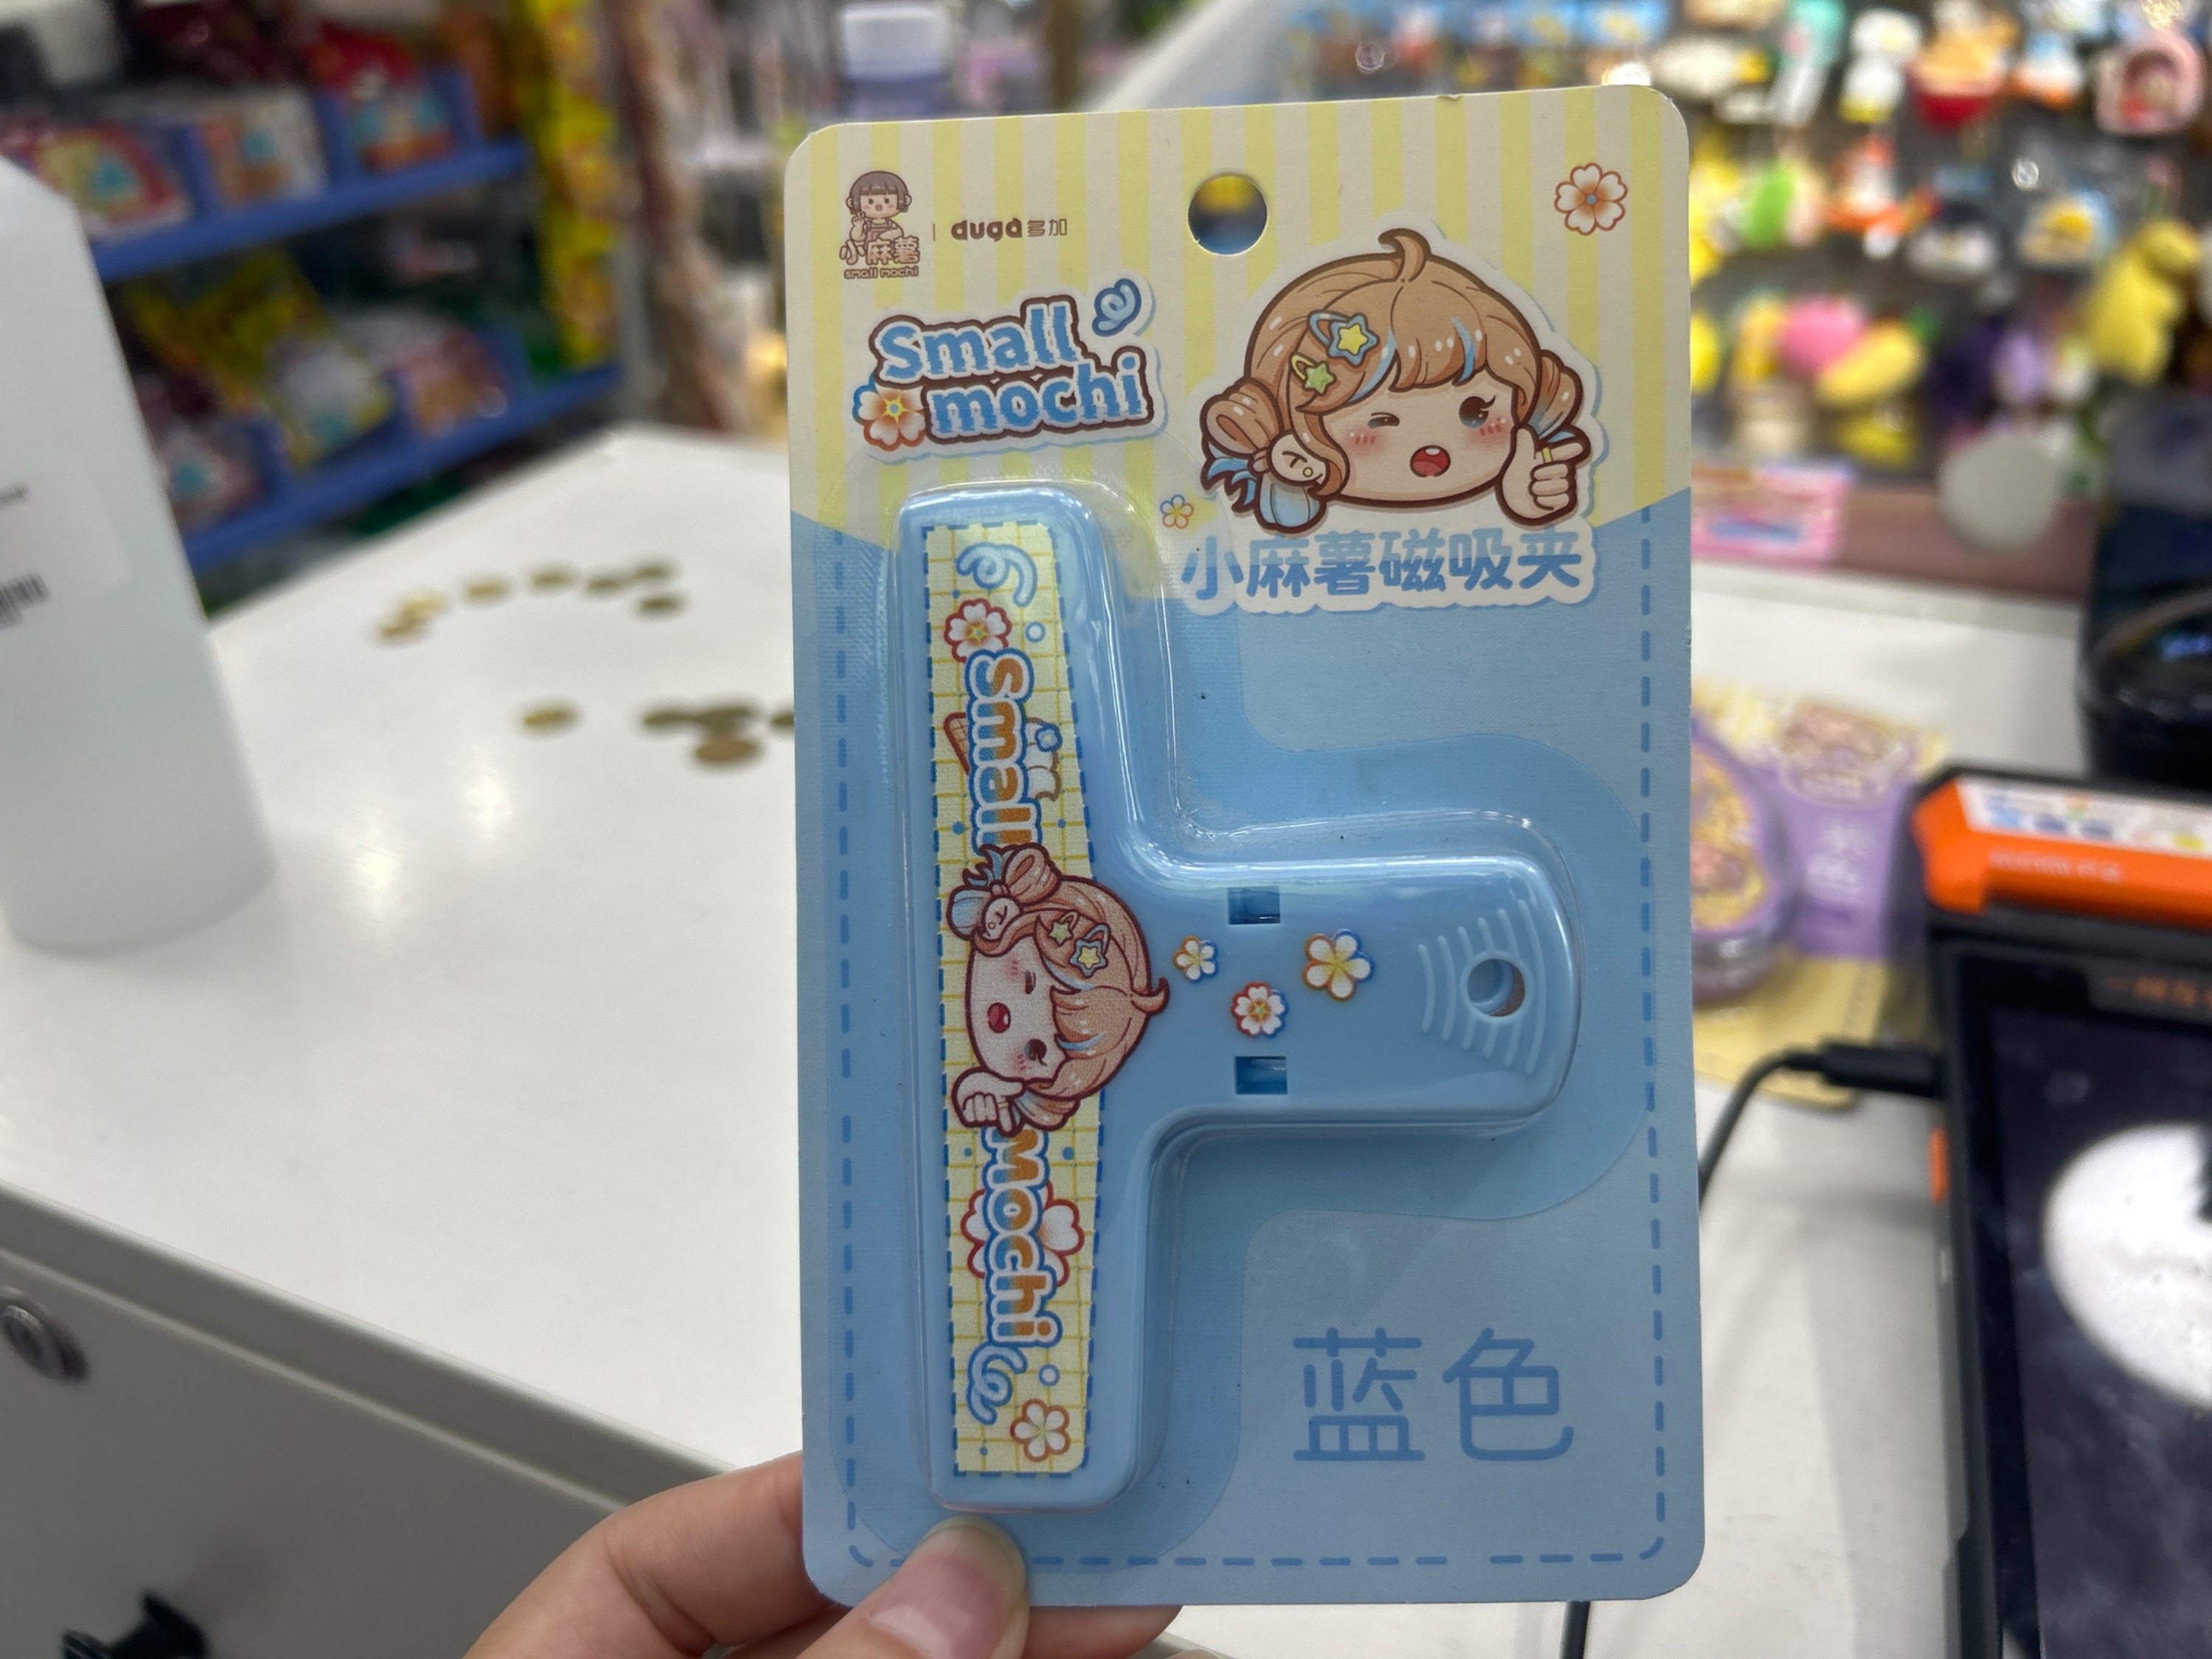 小麻薯
small mochi
duga 多加
Small
mochi
小麻薯磁吸夹
Small Mochi
蓝色